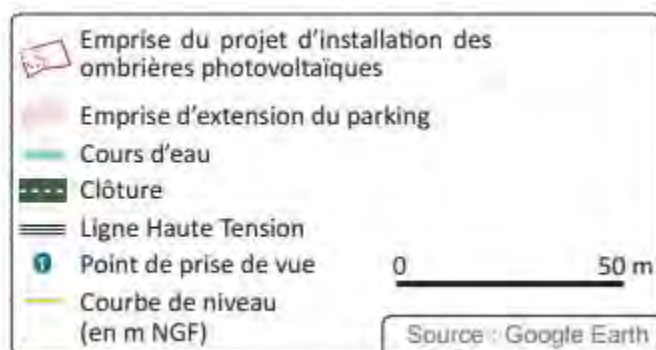 Emprise du projet d'installation des
ombrières photovoltaïques
Emprise d'extension du parking
Cours d'eau
Clôture
Ligne Haute Tension
1 Point de prise de vue
0 50 m
Courbe de niveau
(en m NGF)
Source : Google Earth